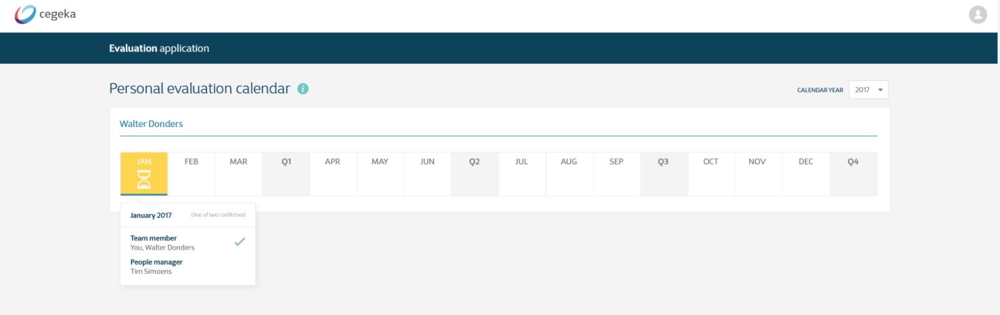 cegeka
Evaluation application
Personal evaluation calendar i
CALENDAR YEAR 2017
Walter Donders
JAN FEB MAR Q1 APR MAY JUN Q2 JUL AUG SEP Q3 OCT NOV DEC Q4
January 2017 One of two confirmed
Team member
You, Walter Donders
People manager
Tim Simoens